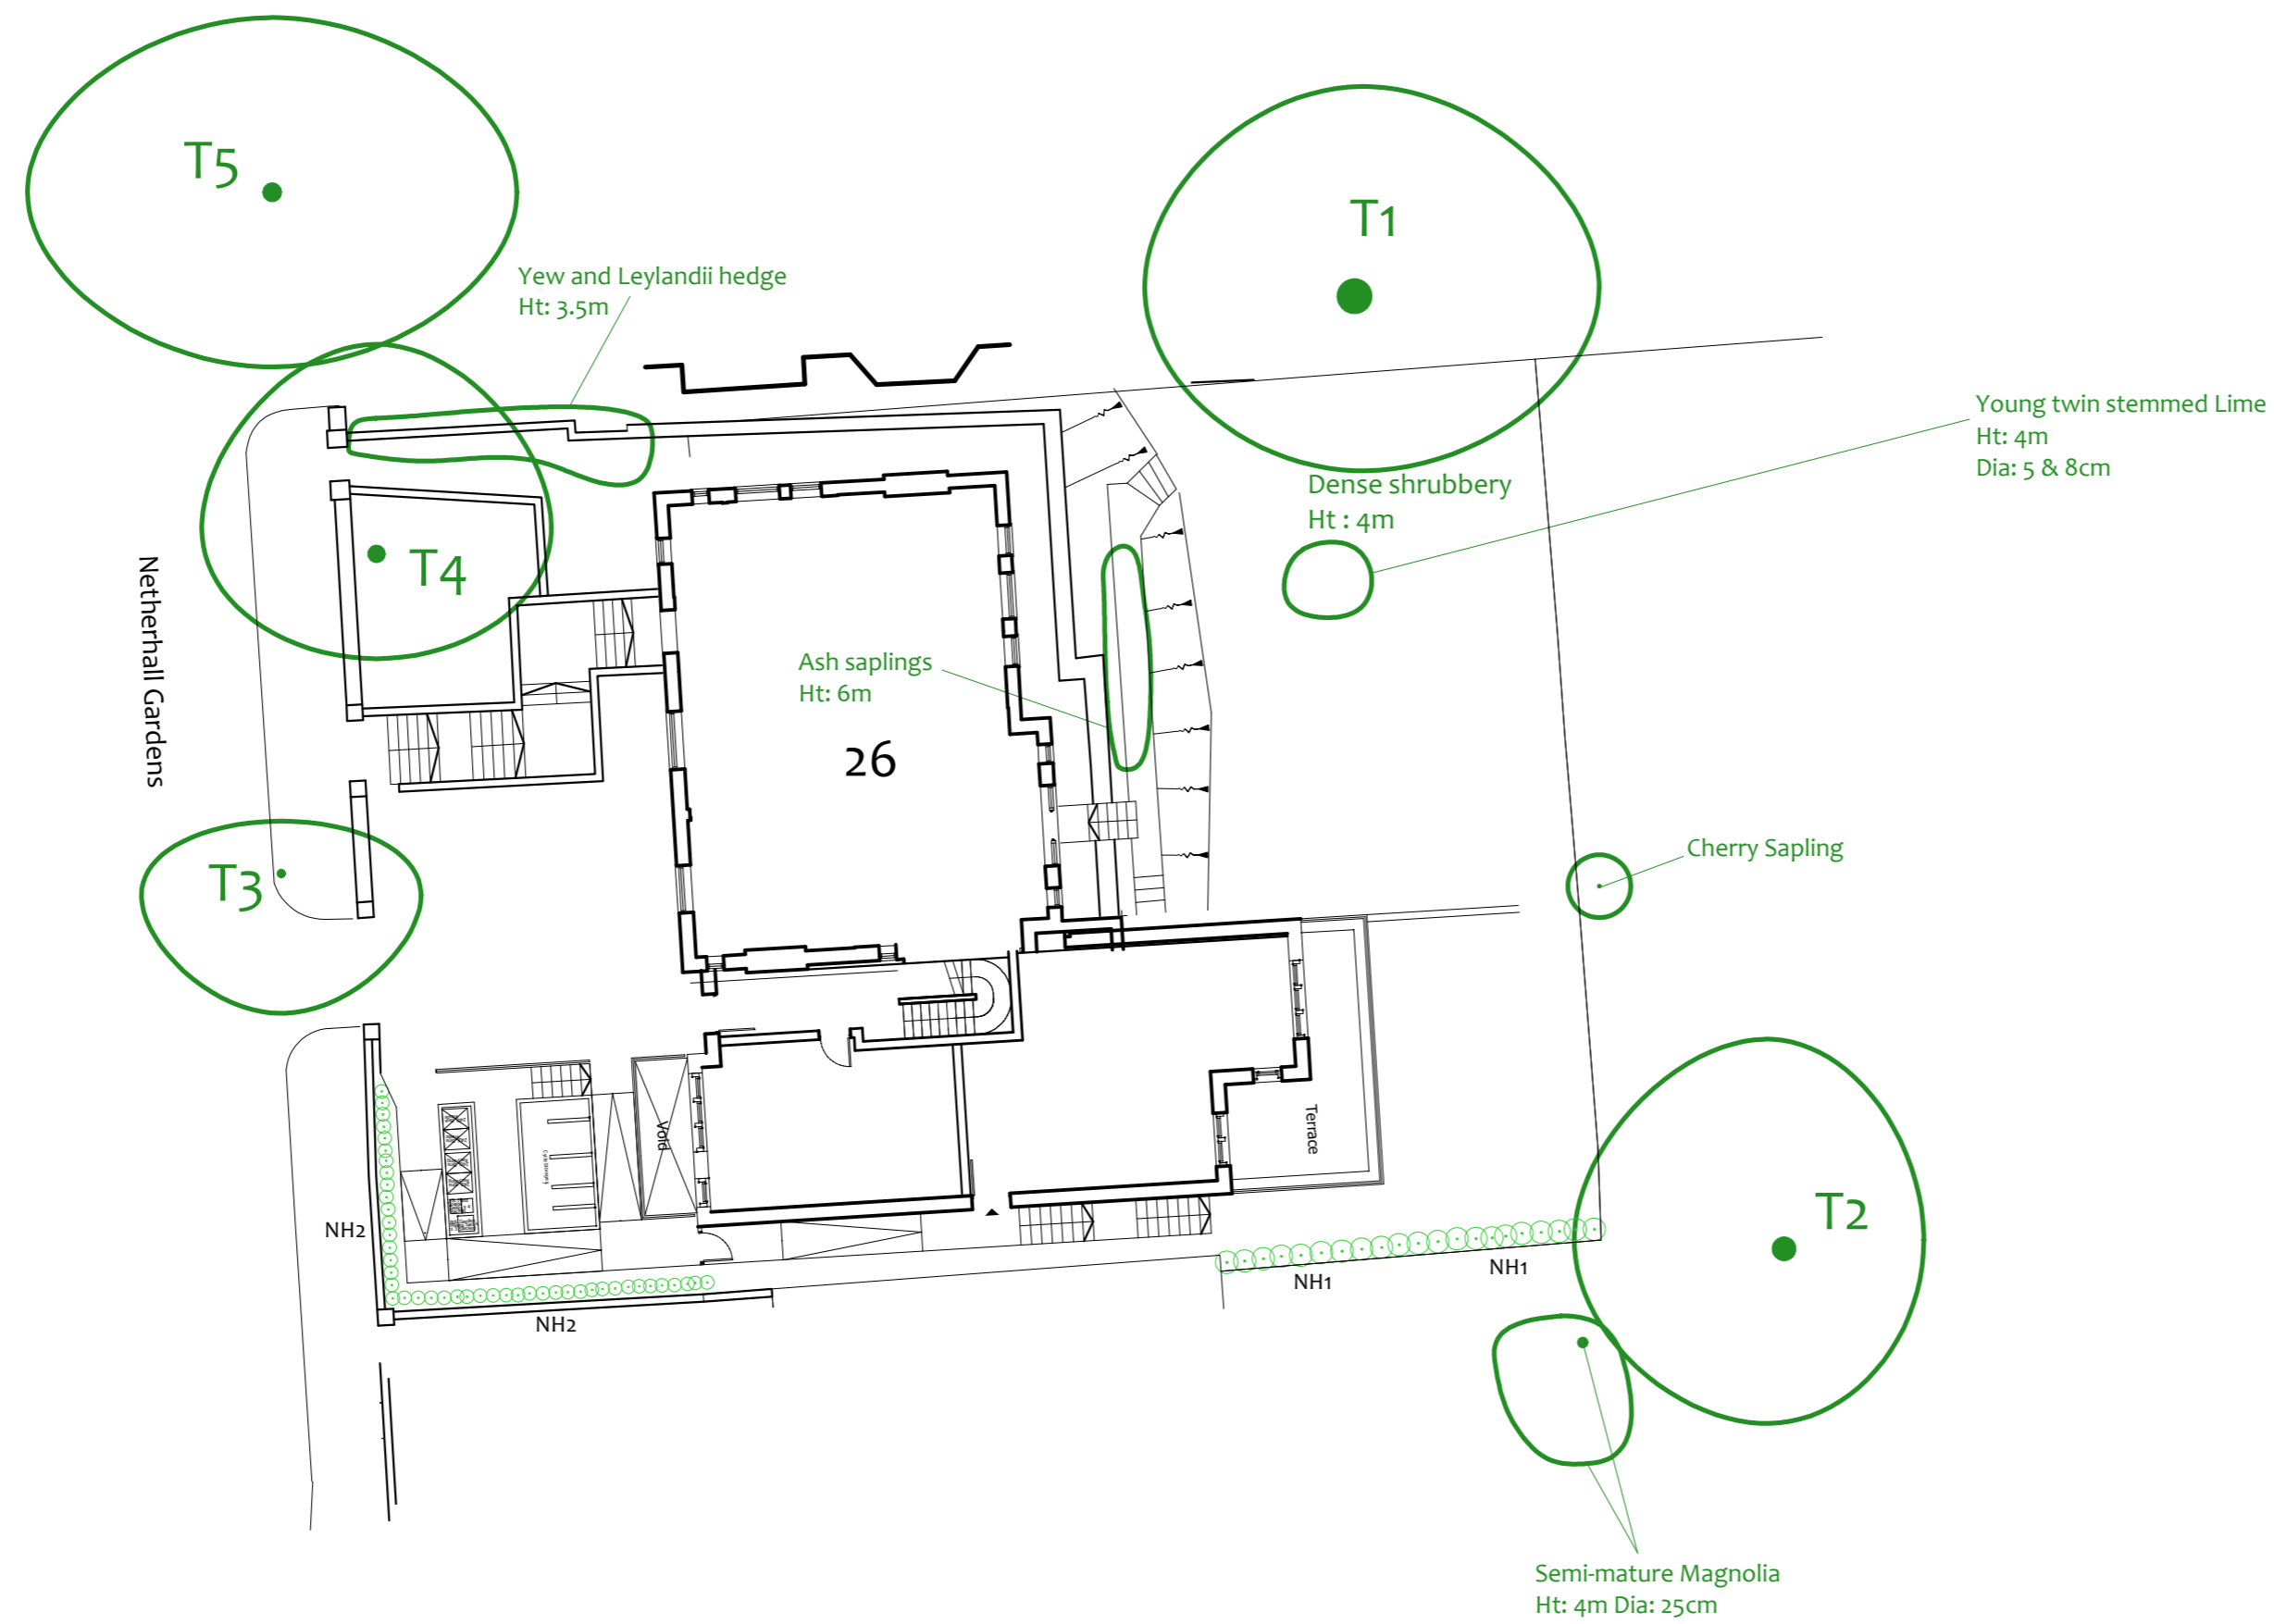 T5
T1
Yew and Leylandii hedge
Ht: 3.5m
Young twin stemmed Lime
Ht: 4m
Dia: 5 & 8cm
Dense shrubbery
Ht : 4m
T4
Netherhall Gardens
Ash saplings
Ht: 6m
26
T3
Cherry Sapling
Void
Terrace
T2
NH2
NH1
NH1
NH2
Semi-mature Magnolia
Ht: 4m Dia: 25cm